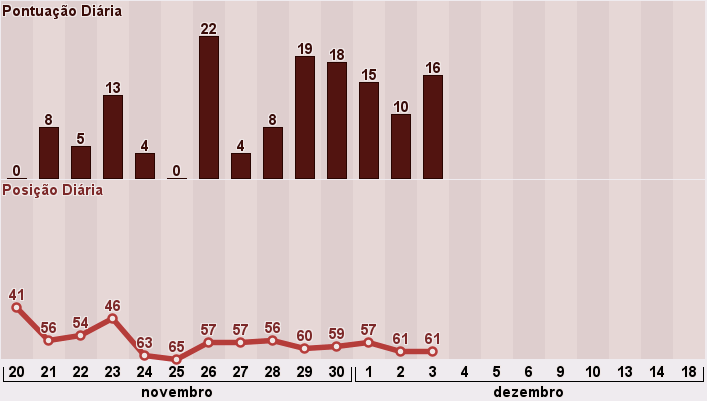 Pontuação Diária
0 8 5 13 4 0 22 4 8 19 18 15 10 16
Posição Diária
41 56 54 46 63 65 57 57 56 60 59 57 61 61
20 21 22 23 24 25 26 27 28 29 30 1 2 3 4 5 6 9 10 13 14 18
novembro dezembro